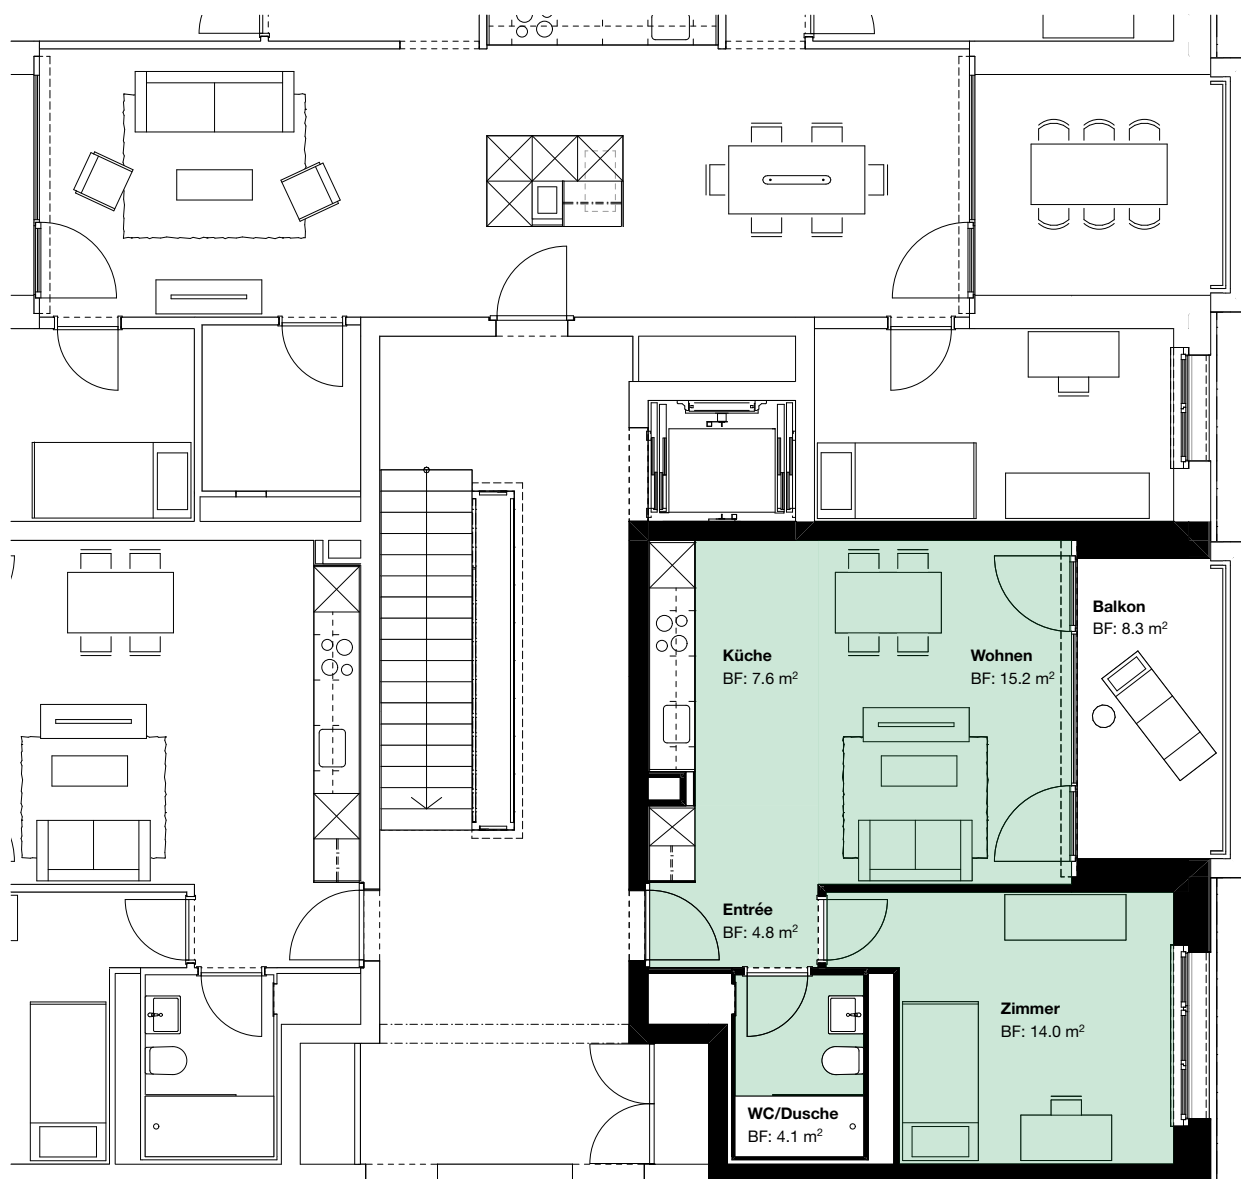 Balkon
BF: 8.3 m²
Küche
BF: 7.6 m²
Wohnen
BF: 15.2 m²
Entrée
BF: 4.8 m²
Zimmer
BF: 14.0 m²
WC/Dusche
BF: 4.1 m²